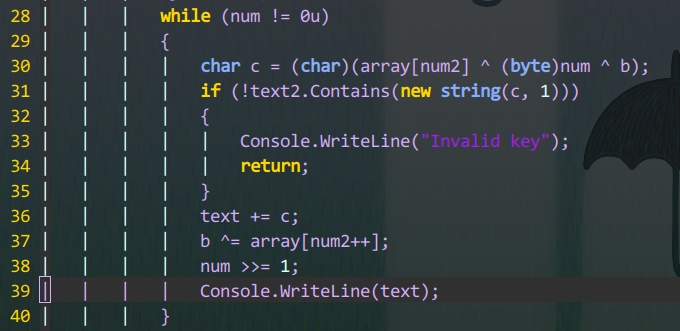 28 while (num != 0u)
29 {
30 char c = (char)(array[num2] ^ (byte)num ^ b);
31 if (!text2.Contains(new string(c, 1)))
32 {
33 Console.WriteLine("Invalid key");
34 return;
35 }
36 text += c;
37 b ^= array[num2++];
38 num >>= 1;
39 Console.WriteLine(text);
40 }